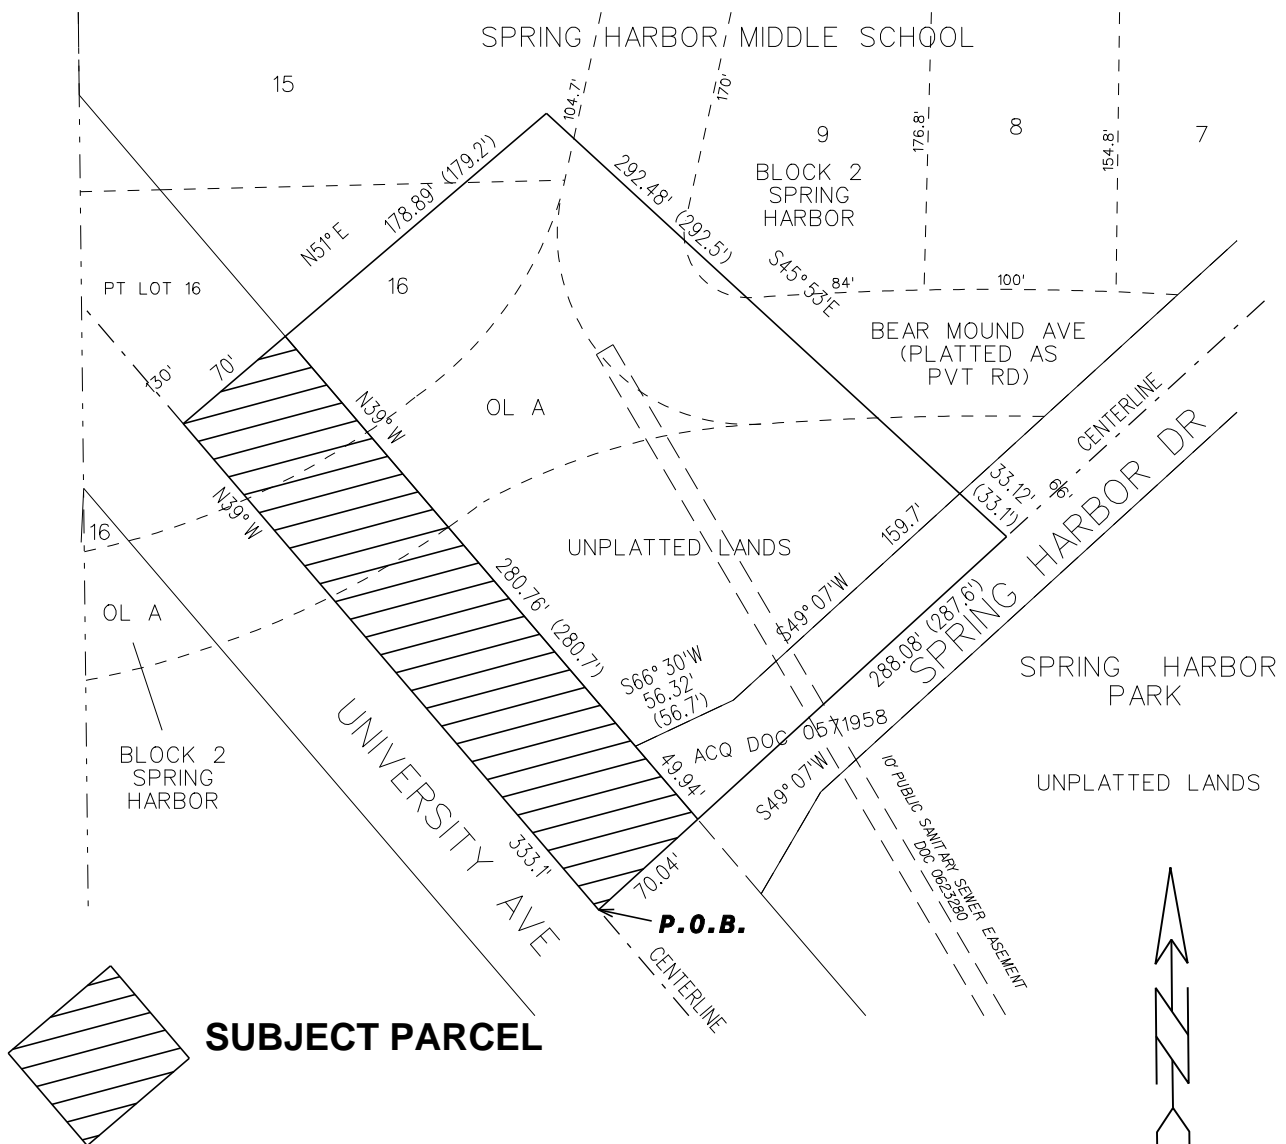 SPRING HARBOR MIDDLE SCHOOL
15
104.7'
170'
9
176.8'
8
154.8'
7
BLOCK 2
SPRING
HARBOR
292.48' (292.5')
178.89' (179.2')
N51°E
S45°53'E
PT LOT 16
16
84'
100'
BEAR MOUND AVE
(PLATTED AS
PVT RD)
70'
N39°W
OL A
CENTERLINE
33.12'
(33.1')
66'
SPRING HARBOR DR
N39°W
16
159.7'
UNPLATTED LANDS
280.76' (280.7')
OL A
S49°07'W
288.08' (287.6')
S66°30'W
56.32'
(56.7')
SPRING HARBOR
PARK
UNIVERSITY AVE
ACQ DOC 0571958
49.94'
S49°07'W
BLOCK 2
SPRING
HARBOR
UNPLATTED LANDS
10' PUBLIC SANITARY SEWER EASEMENT
DOC 0623280
333.1'
70.04'
P.O.B.
CENTERLINE
SUBJECT PARCEL
N